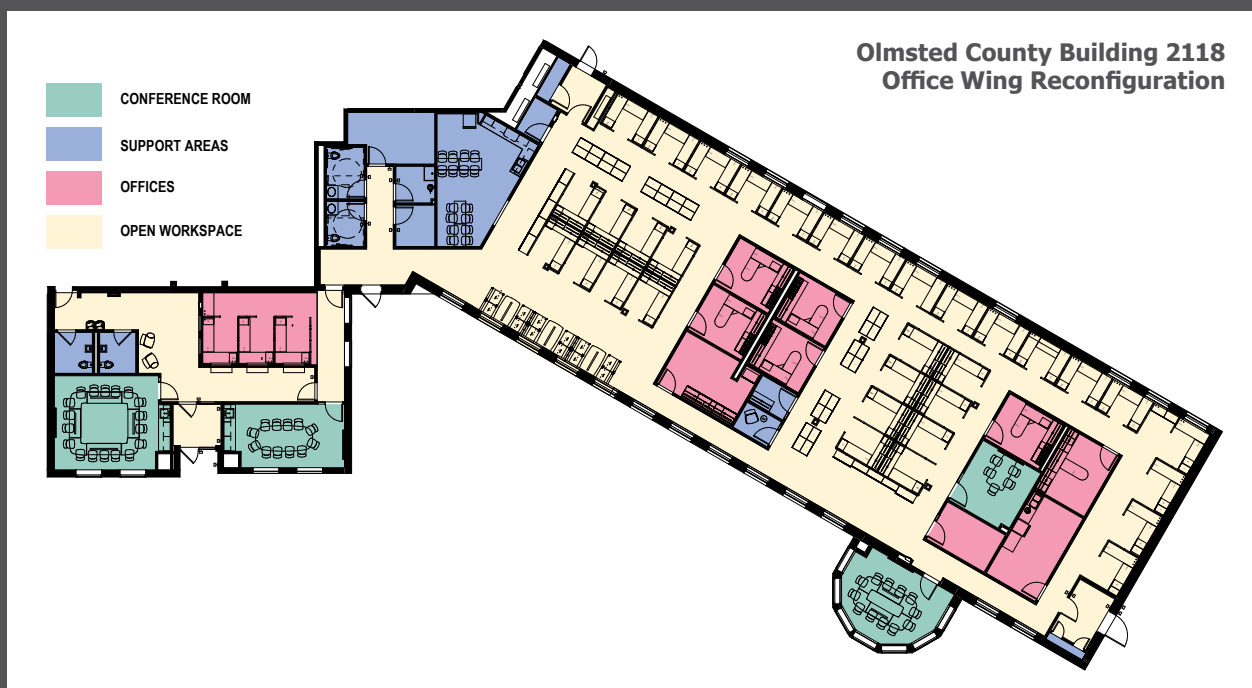 Olmsted County Building 2118
Office Wing Reconfiguration
CONFERENCE ROOM
SUPPORT AREAS
OFFICES
OPEN WORKSPACE